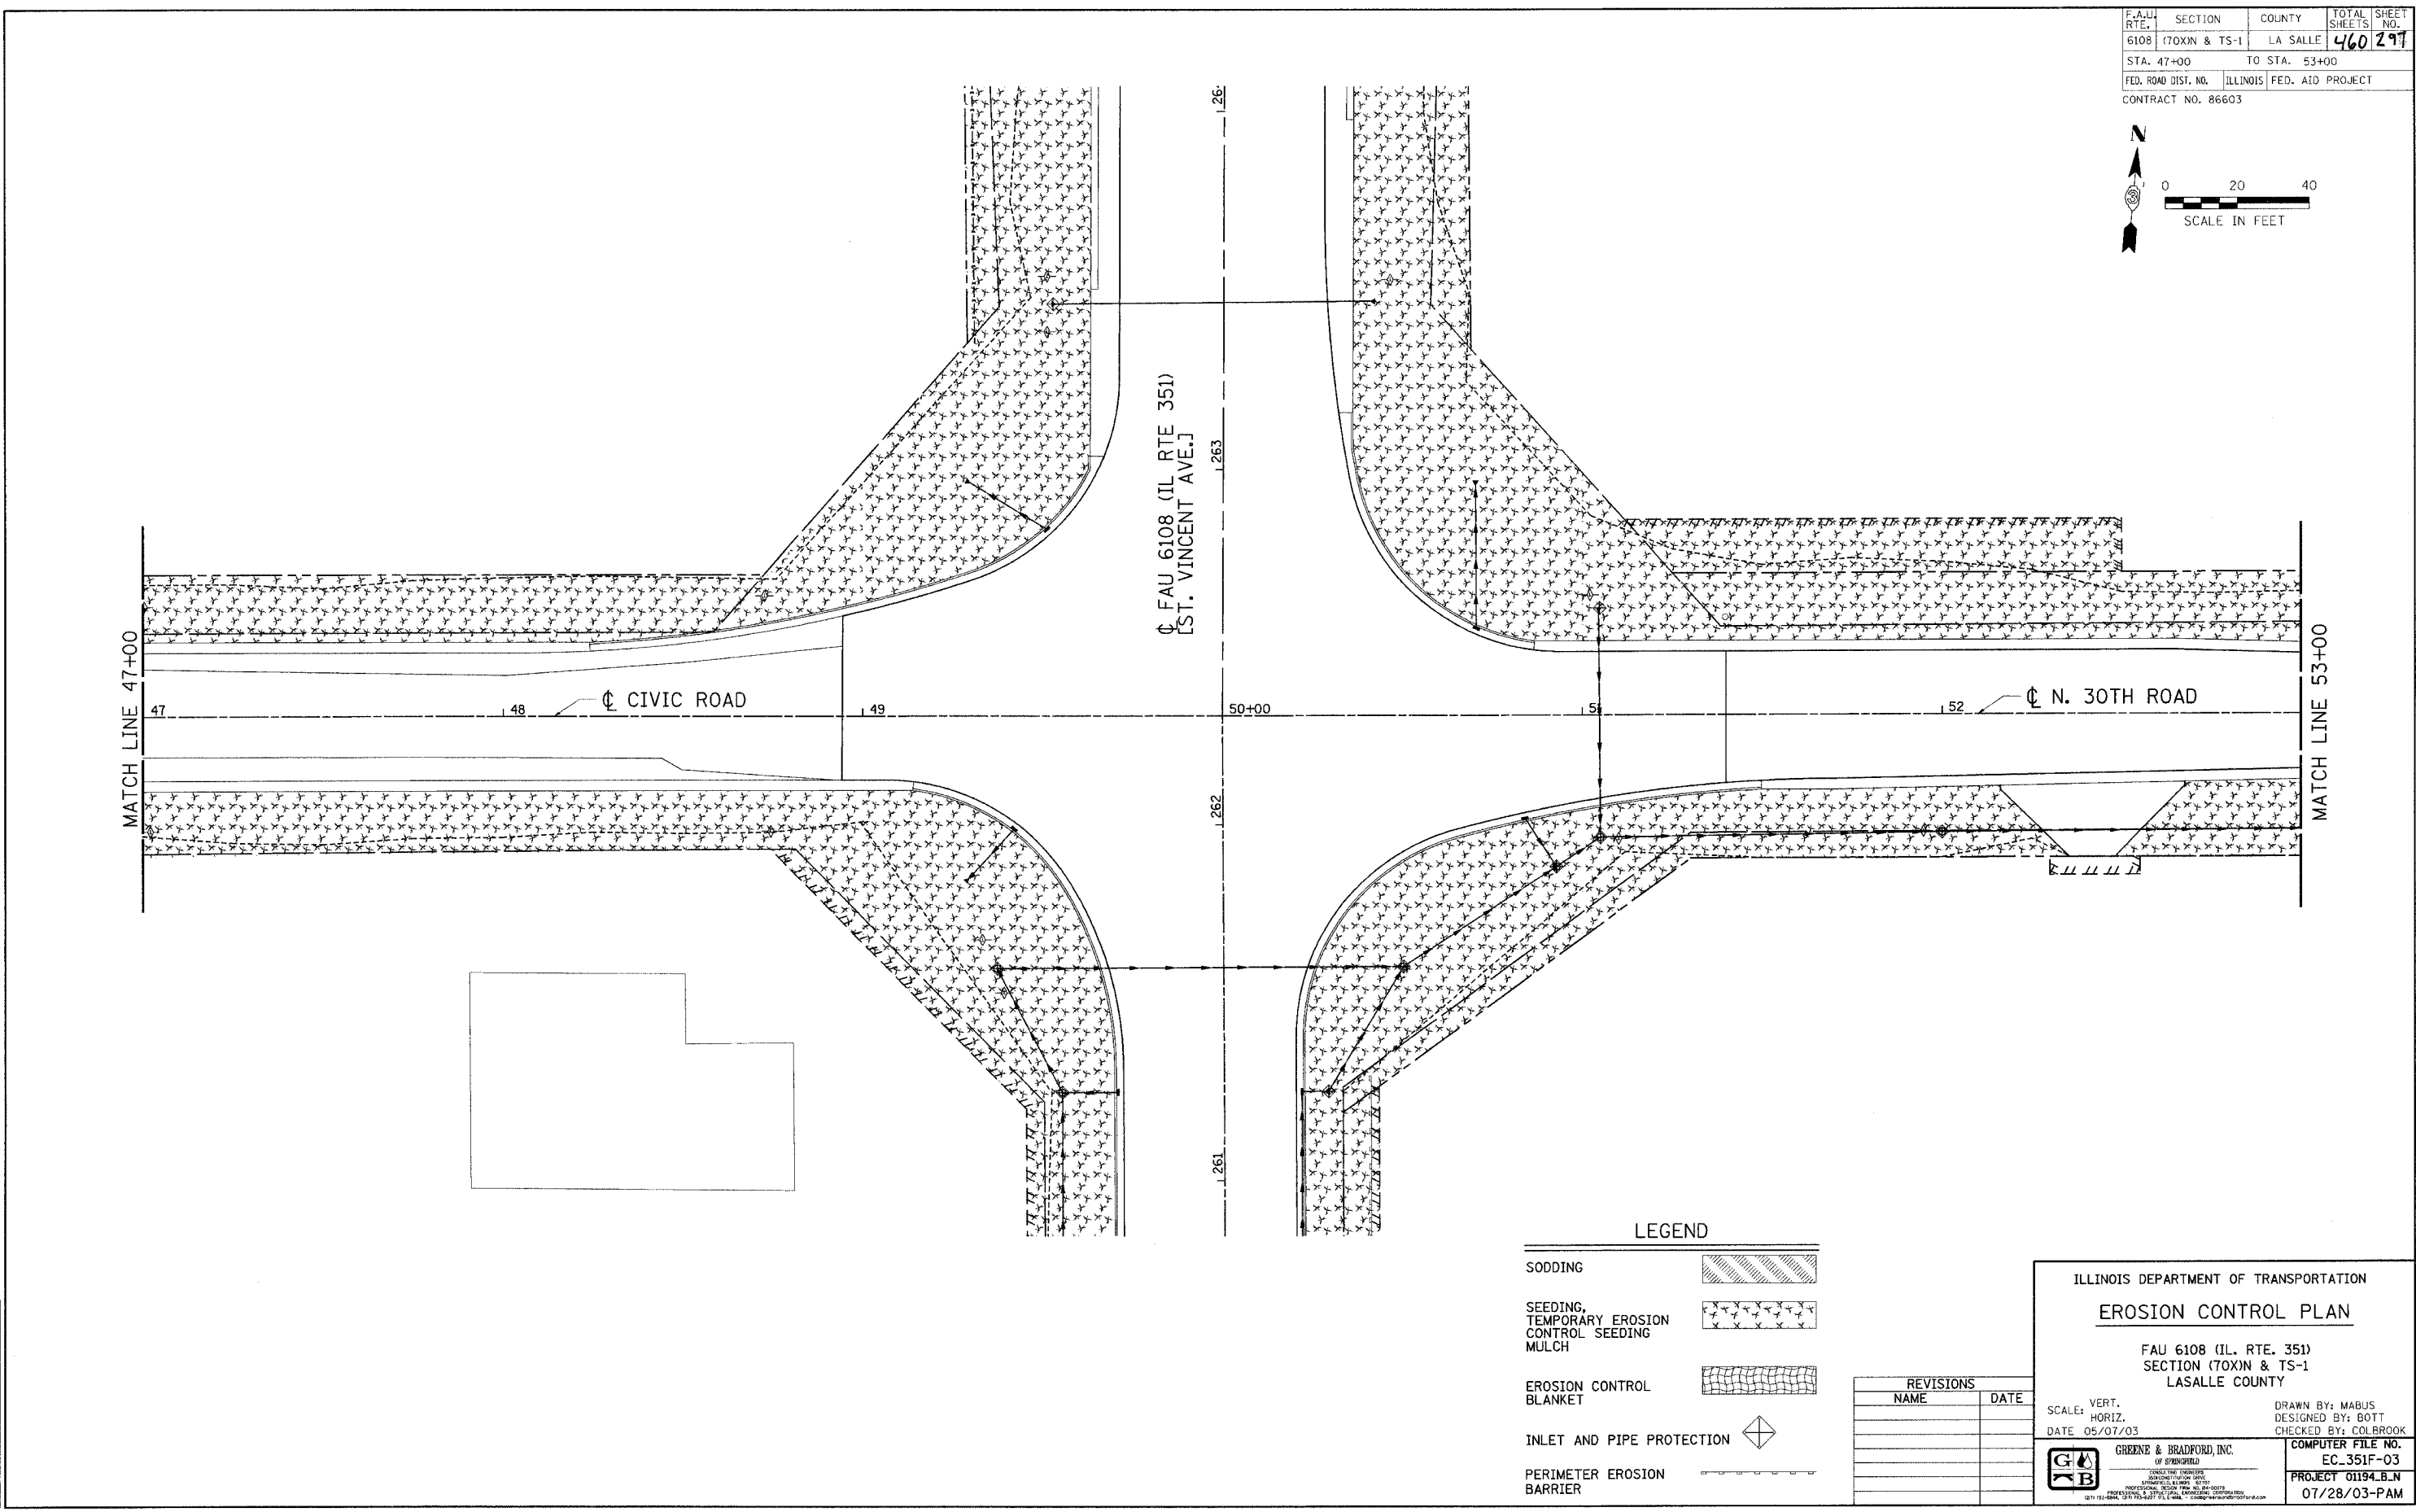 F.A.U. RTE. SECTION COUNTY TOTAL SHEETS SHEET NO.
6108 (70X)N & TS-1 LA SALLE 460 297
STA. 47+00 TO STA. 53+00
FED. ROAD DIST. NO. ILLINOIS FED. AID PROJECT
CONTRACT NO. 86603
N
3
0 20 40
SCALE IN FEET
26
263
℄ FAU 6108 (IL RTE 351)
[ST. VINCENT AVE.]
MATCH LINE 47+00
47
48
℄ CIVIC ROAD
49
50+00
51
52
℄ N. 30TH ROAD
MATCH LINE 53+00
262
261
LEGEND
SODDING
SEEDING,
TEMPORARY EROSION
CONTROL SEEDING
MULCH
EROSION CONTROL
BLANKET
INLET AND PIPE PROTECTION
PERIMETER EROSION
BARRIER
REVISIONS
NAME DATE
ILLINOIS DEPARTMENT OF TRANSPORTATION
EROSION CONTROL PLAN
FAU 6108 (IL. RTE. 351)
SECTION (70X)N & TS-1
LASALLE COUNTY
SCALE: VERT.
HORIZ.
DATE 05/07/03
DRAWN BY: MABUS
DESIGNED BY: BOTT
CHECKED BY: COLBROOK
G B
GREENE & BRADFORD, INC.
OF SPRINGFIELD
CONSULTING ENGINEERS
COMPUTER FILE NO.
EC_351F-03
PROJECT 01194_B_N
07/28/03-PAM